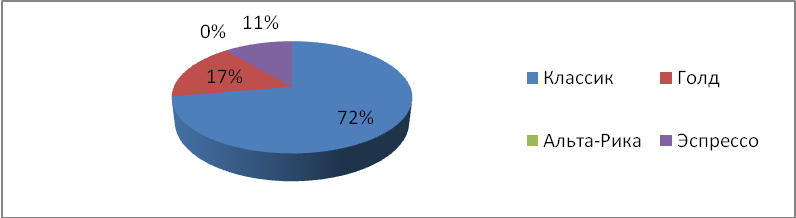 0%
11%
17%
72%
Классик
Голд
Альта-Рика
Эспрессо